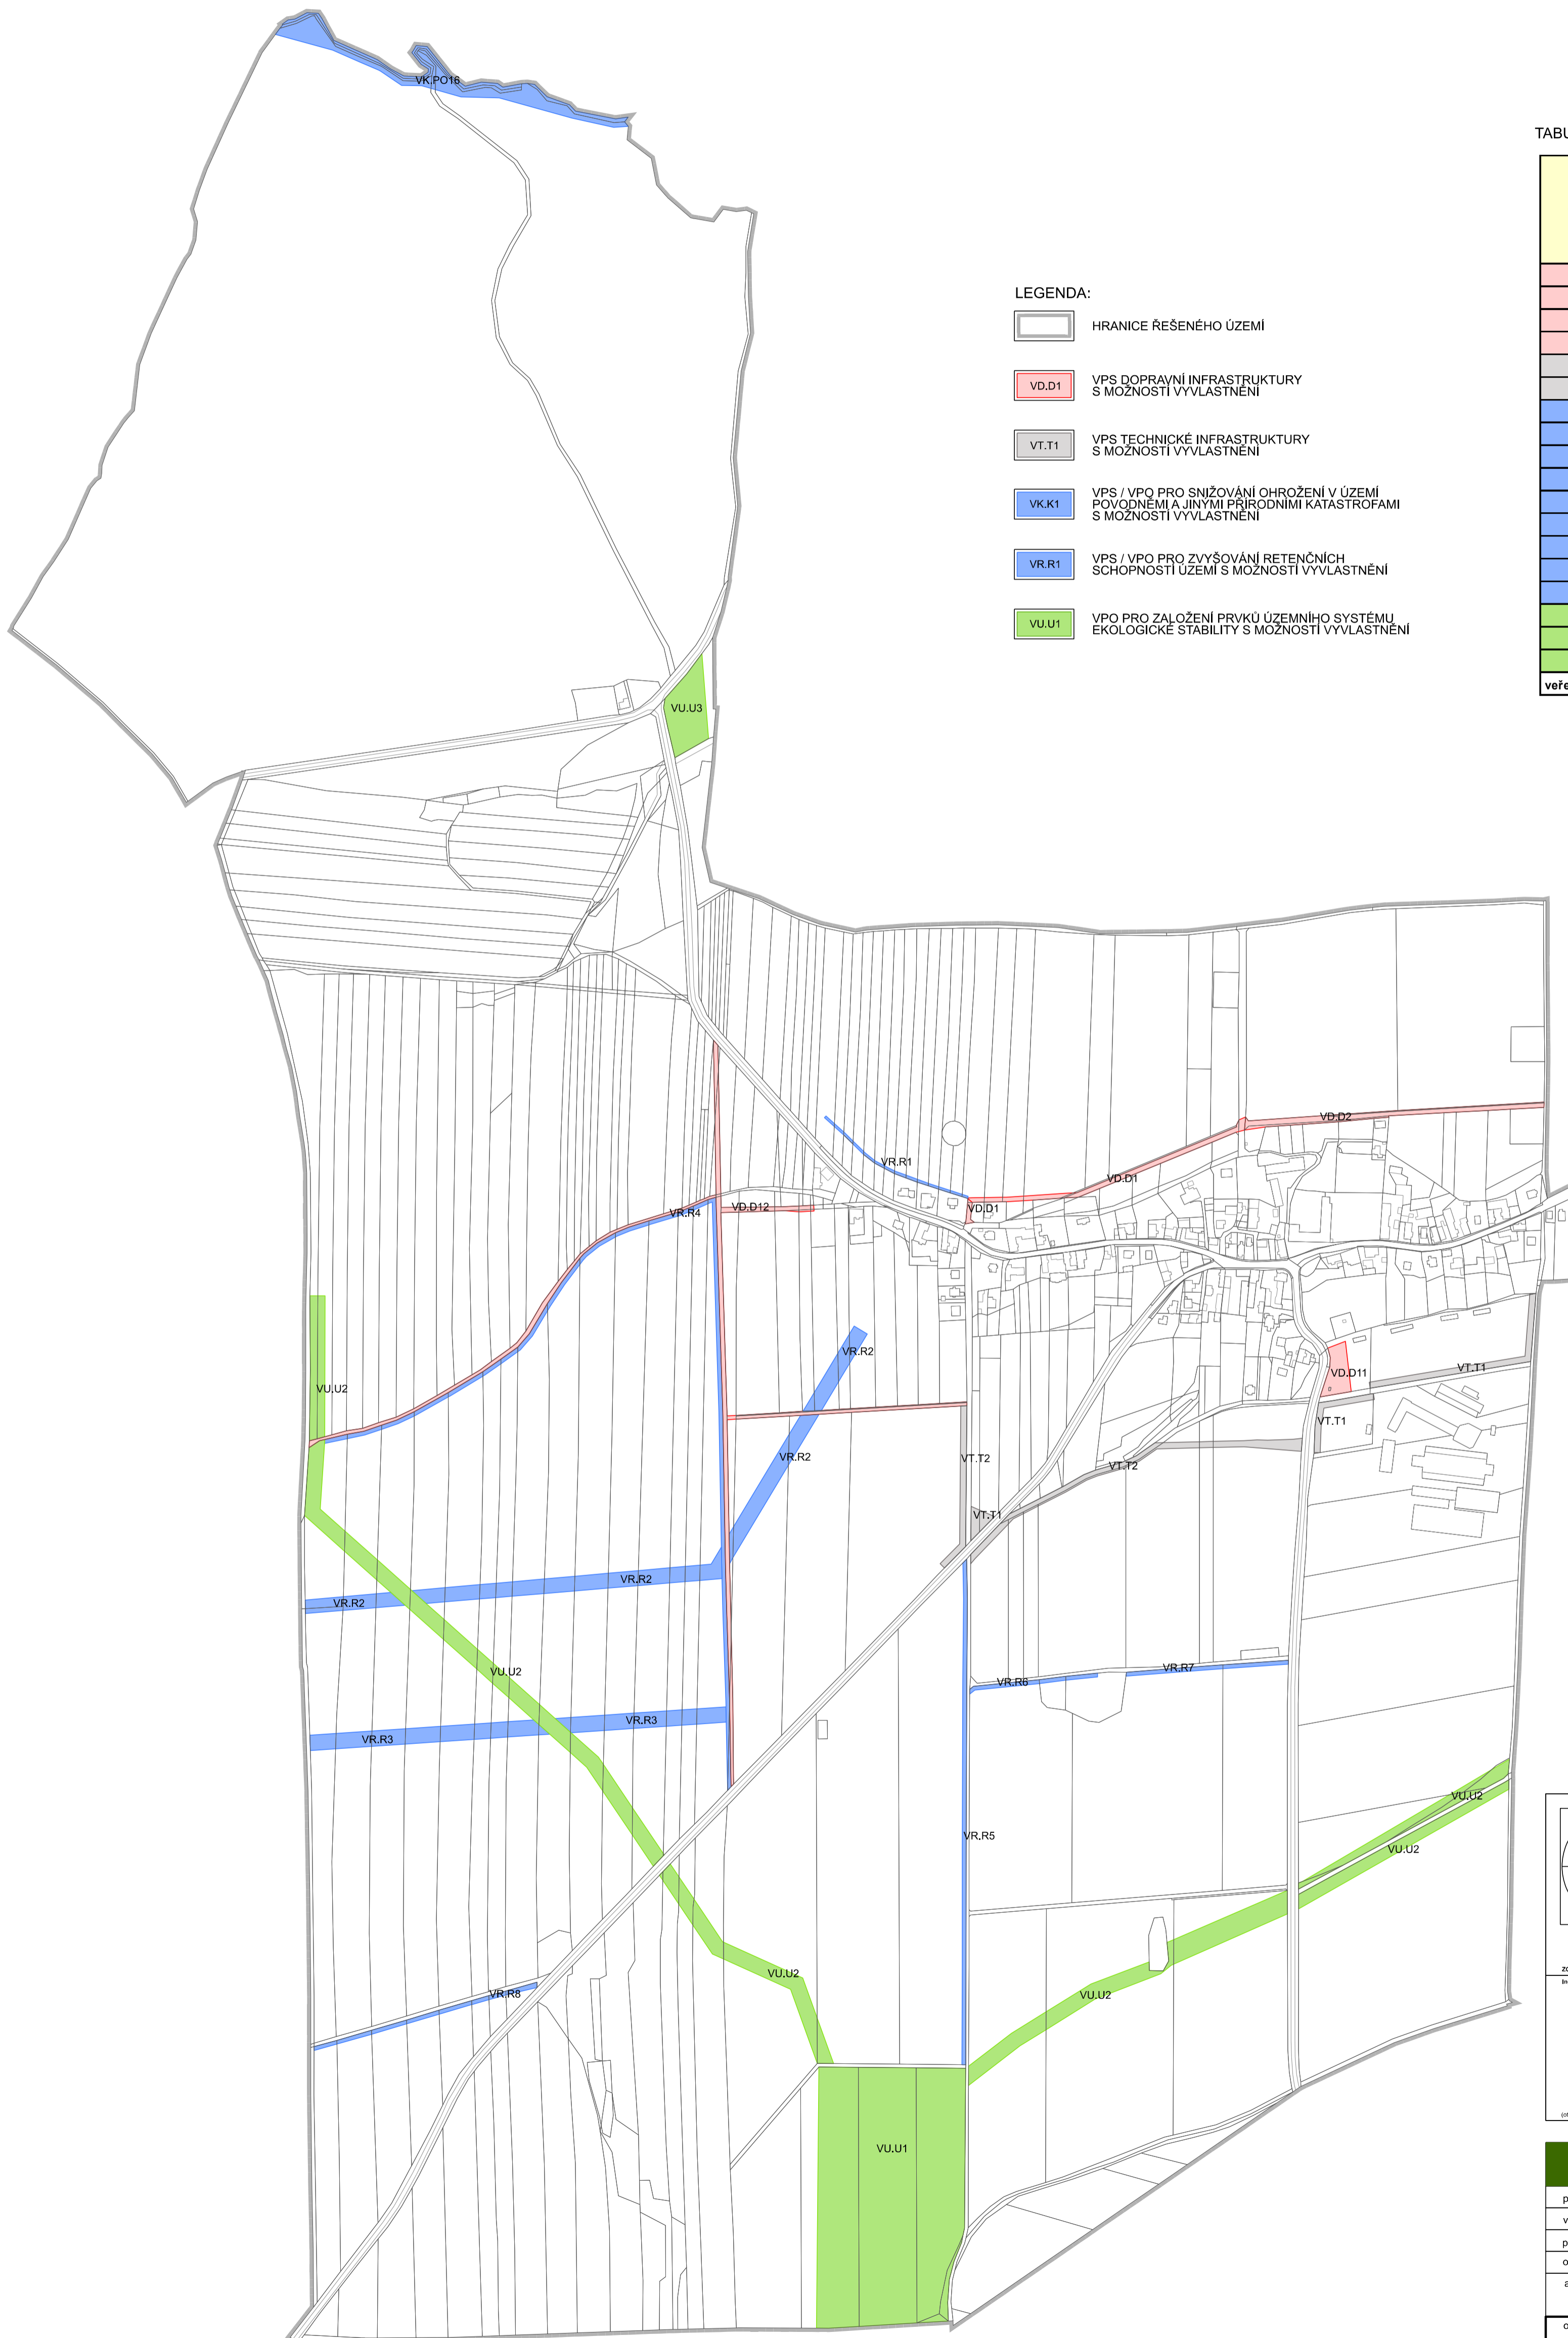 VK.PO16
TABU
LEGENDA:
HRANICE ŘEŠENÉHO ÚZEMÍ
VD.D1
VPS DOPRAVNÍ INFRASTRUKTURY
S MOŽNOSTÍ VYVLASTNĚNÍ
VT.T1
VPS TECHNICKÉ INFRASTRUKTURY
S MOŽNOSTÍ VYVLASTNĚNÍ
VK.K1
VPS / VPO PRO SNIŽOVÁNÍ OHROŽENÍ V ÚZEMÍ
POVODNĚMI A JINÝMI PŘÍRODNÍMI KATASTROFAMI
S MOŽNOSTÍ VYVLASTNĚNÍ
VR.R1
VPS / VPO PRO ZVYŠOVÁNÍ RETENČNÍCH
SCHOPNOSTÍ ÚZEMÍ S MOŽNOSTÍ VYVLASTNĚNÍ
VU.U1
VPO PRO ZALOŽENÍ PRVKŮ ÚZEMNÍHO SYSTÉMU
EKOLOGICKÉ STABILITY S MOŽNOSTÍ VYVLASTNĚNÍ
veře
VU.U3
VD.D2
VR.R1
VD.D1
VD.D12
VD.D1
VR.R4
VR.R2
VT.T1
VD.D11
VU.U2
VT.T1
VR.R2
VT.T2
VT.T2
VT.T1
VR.R2
VR.R2
VU.U2
VR.R7
VR.R6
VR.R3
VR.R3
VU.U2
VR.R5
VU.U2
VU.U2
VR.R8
VU.U2
VU.U1